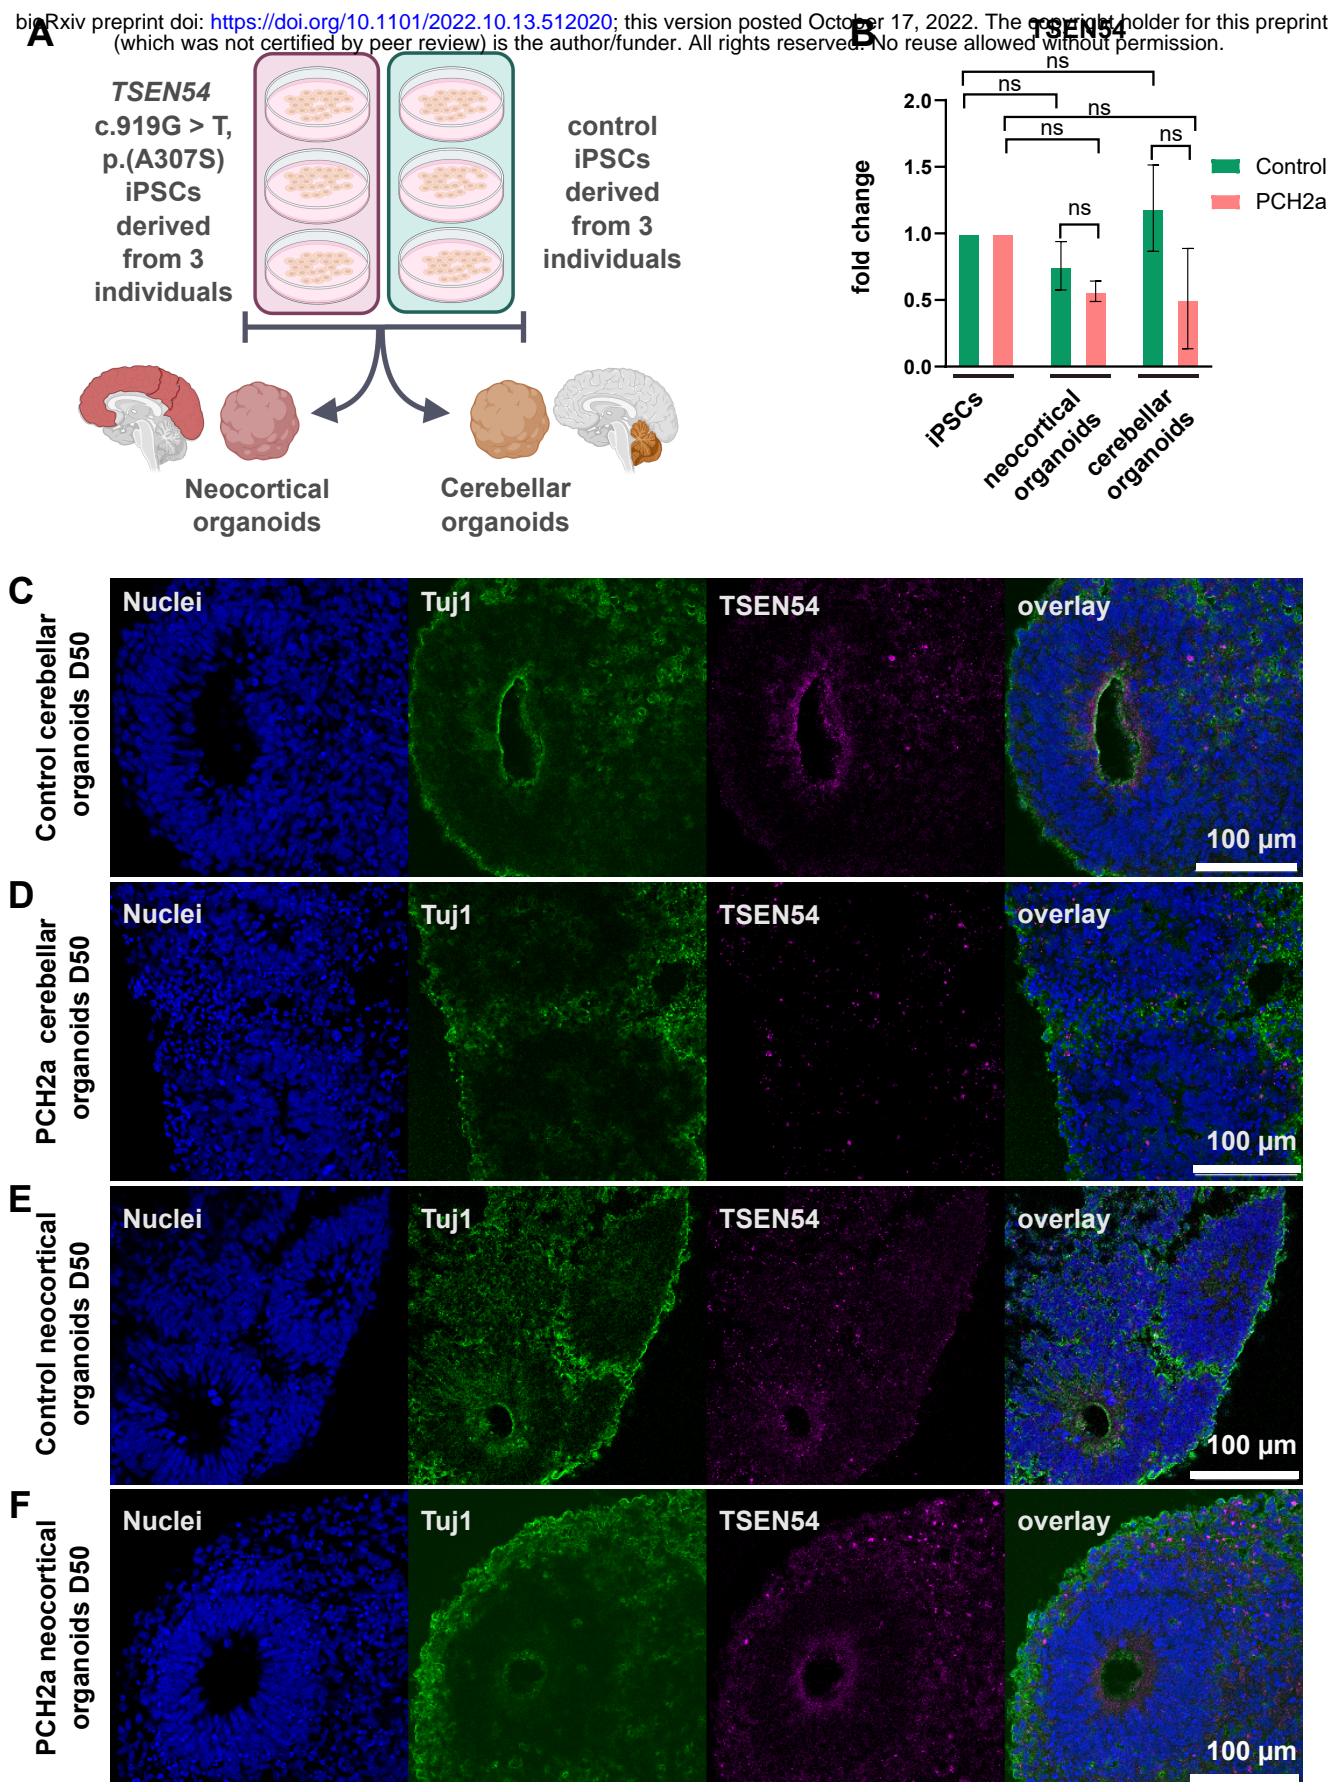 bioRxiv preprint doi: https://doi.org/10.1101/2022.10.13.512020; this version posted October 17, 2022. The copyright holder for this preprint
(which was not certified by peer review) is the author/funder. All rights reserved. No reuse allowed without permission.
A
TSEN54
c.919G > T,
p.(A307S)
iPSCs
derived
from 3
individuals
control
iPSCs
derived
from 3
individuals
Neocortical
organoids
Cerebellar
organoids
B
TSEN54
fold change
2.0
1.5
1.0
0.5
0.0
ns
ns
ns
ns
ns
ns
Control
PCH2a
iPSCs
neocortical
organoids
cerebellar
organoids
C
Control cerebellar
organoids D50
Nuclei
Tuj1
TSEN54
overlay
100 µm
D
PCH2a cerebellar
organoids D50
Nuclei
Tuj1
TSEN54
overlay
100 µm
E
Control neocortical
organoids D50
Nuclei
Tuj1
TSEN54
overlay
100 µm
F
PCH2a neocortical
organoids D50
Nuclei
Tuj1
TSEN54
overlay
100 µm